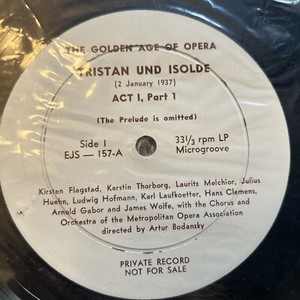 THE GOLDEN AGE OF OPERA
TRISTAN UND ISOLDE
(2 January 1937)
ACT I, Part 1
(The Prelude is omitted)
Side I
33⅓ rpm LP
EJS — 157-A
Microgroove
Kirsten Flagstad, Kerstin Thorborg, Lauritz Melchior, Julius
Huehn, Ludwig Hofmann, Karl Laufkoetter, Hans Clemens,
Arnold Gabor and James Wolfe, with the Chorus and
Orchestra of the Metropolitan Opera Association
directed by Artur Bodansky
PRIVATE RECORD
NOT FOR SALE